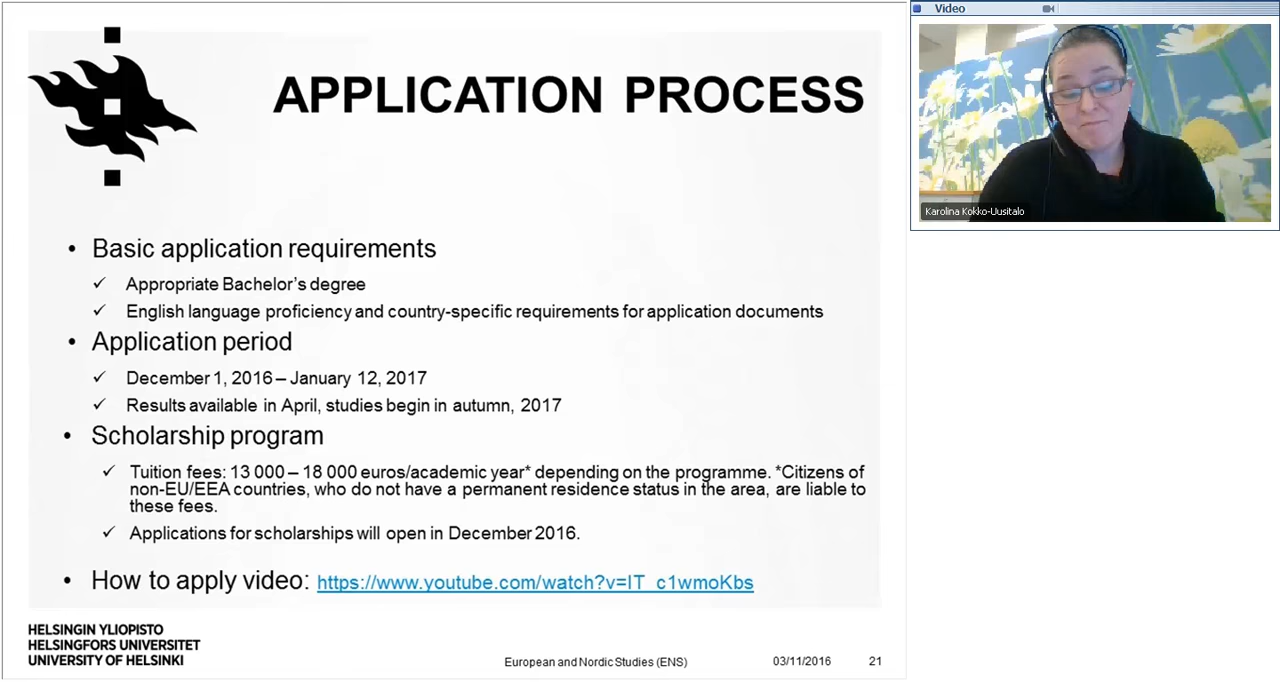 APPLICATION PROCESS
• Basic application requirements
✓ Appropriate Bachelor's degree
✓ English language proficiency and country-specific requirements for application documents
• Application period
✓ December 1, 2016 – January 12, 2017
✓ Results available in April, studies begin in autumn, 2017
• Scholarship program
✓ Tuition fees: 13 000 – 18 000 euros/academic year* depending on the programme. *Citizens of
non-EU/EEA countries, who do not have a permanent residence status in the area, are liable to
these fees.
✓ Applications for scholarships will open in December 2016.
• How to apply video: https://www.youtube.com/watch?v=IT_c1wmoKbs
HELSINGIN YLIOPISTO
HELSINGFORS UNIVERSITET
UNIVERSITY OF HELSINKI
European and Nordic Studies (ENS)
03/11/2016
21
Video
Karolina Kokko-Uusitalo